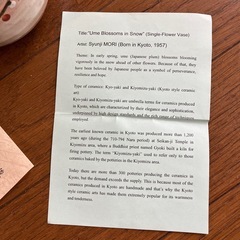 Title:"Ume Blossoms in Snow" (Single-Flower Vase)
Artist: Syunji MORI (Born in Kyoto, 1957)
Theme: In early spring, ume (Japanese plum) blossoms blooming
vigorously in the snow ahead of other flowers. Because of that, they
have been beloved by Japanese people as a symbol of perseverance,
resilience and hope.
Type of ceramics: Kyo-yaki and Kiyomizu-yaki (Kyoto style ceramic
art)
Kyo-yaki and Kiyomizu-yaki are umbrella terms for ceramics produced
in Kyoto, which are characterized by their elegance and sophistication,
underpinned by high design standards and the rich range of techniques
employed.
The earliest known ceramic in Kyoto was produced more than 1,200
years ago (during the 710-794 Nara period) at Seikan-ji Temple in
Kiyomizu area, where a Buddhist priest named Gyoki built a kiln for
firing pottery. The term "Kiyomizu-yaki" used to refer only to those
ceramics baked by the potteries in the Kiyomizu area.
Today there are more than 300 potteries producing the ceramics in
Kyoto, but the demand exceeds the supply. This is because most of the
ceramics produced in Kyoto are handmade and that's why the Kyoto
style ceramic arts has made them extremely popular for its warmness
and tenderness.